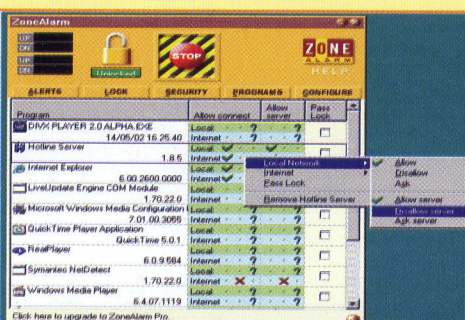 ZoneAlarm
UP
DN
UP
DN
Unlocked
STOP
ZONE
ALARM
HELP
ALERTS LOCK SECURITY PROGRAMS CONFIGURE
Program Allow connect Allow server Pass Lock
DIVX PLAYER 2.0 ALPHA.EXE Local ? ?
14/05/02 16.25.40 Internet ? ?
Hotline Server Local
1.8.5 Internet
Internet Explorer Local
6.00.2600.0000 Internet
LiveUpdate Engine COM Module Local
1.70.22.0 Internet
Microsoft Windows Media Configuration Local
7.01.00.3055 Internet ? ?
QuickTime Player Application Local ? ?
QuickTime 5.0.1 Internet ? ?
RealPlayer Local ? ?
6.0.9.584 Internet ? ?
Symantec NetDetect Local ?
1.70.22.0 Internet
Windows Media Player Local ? ?
6.4.07.1119 Internet ? ?
Click here to upgrade to ZoneAlarm Pro.
Local Network
Internet
Pass Lock
Remove Hotline Server
Allow
Disallow
Ask
Allow server
Disallow server
Ask server